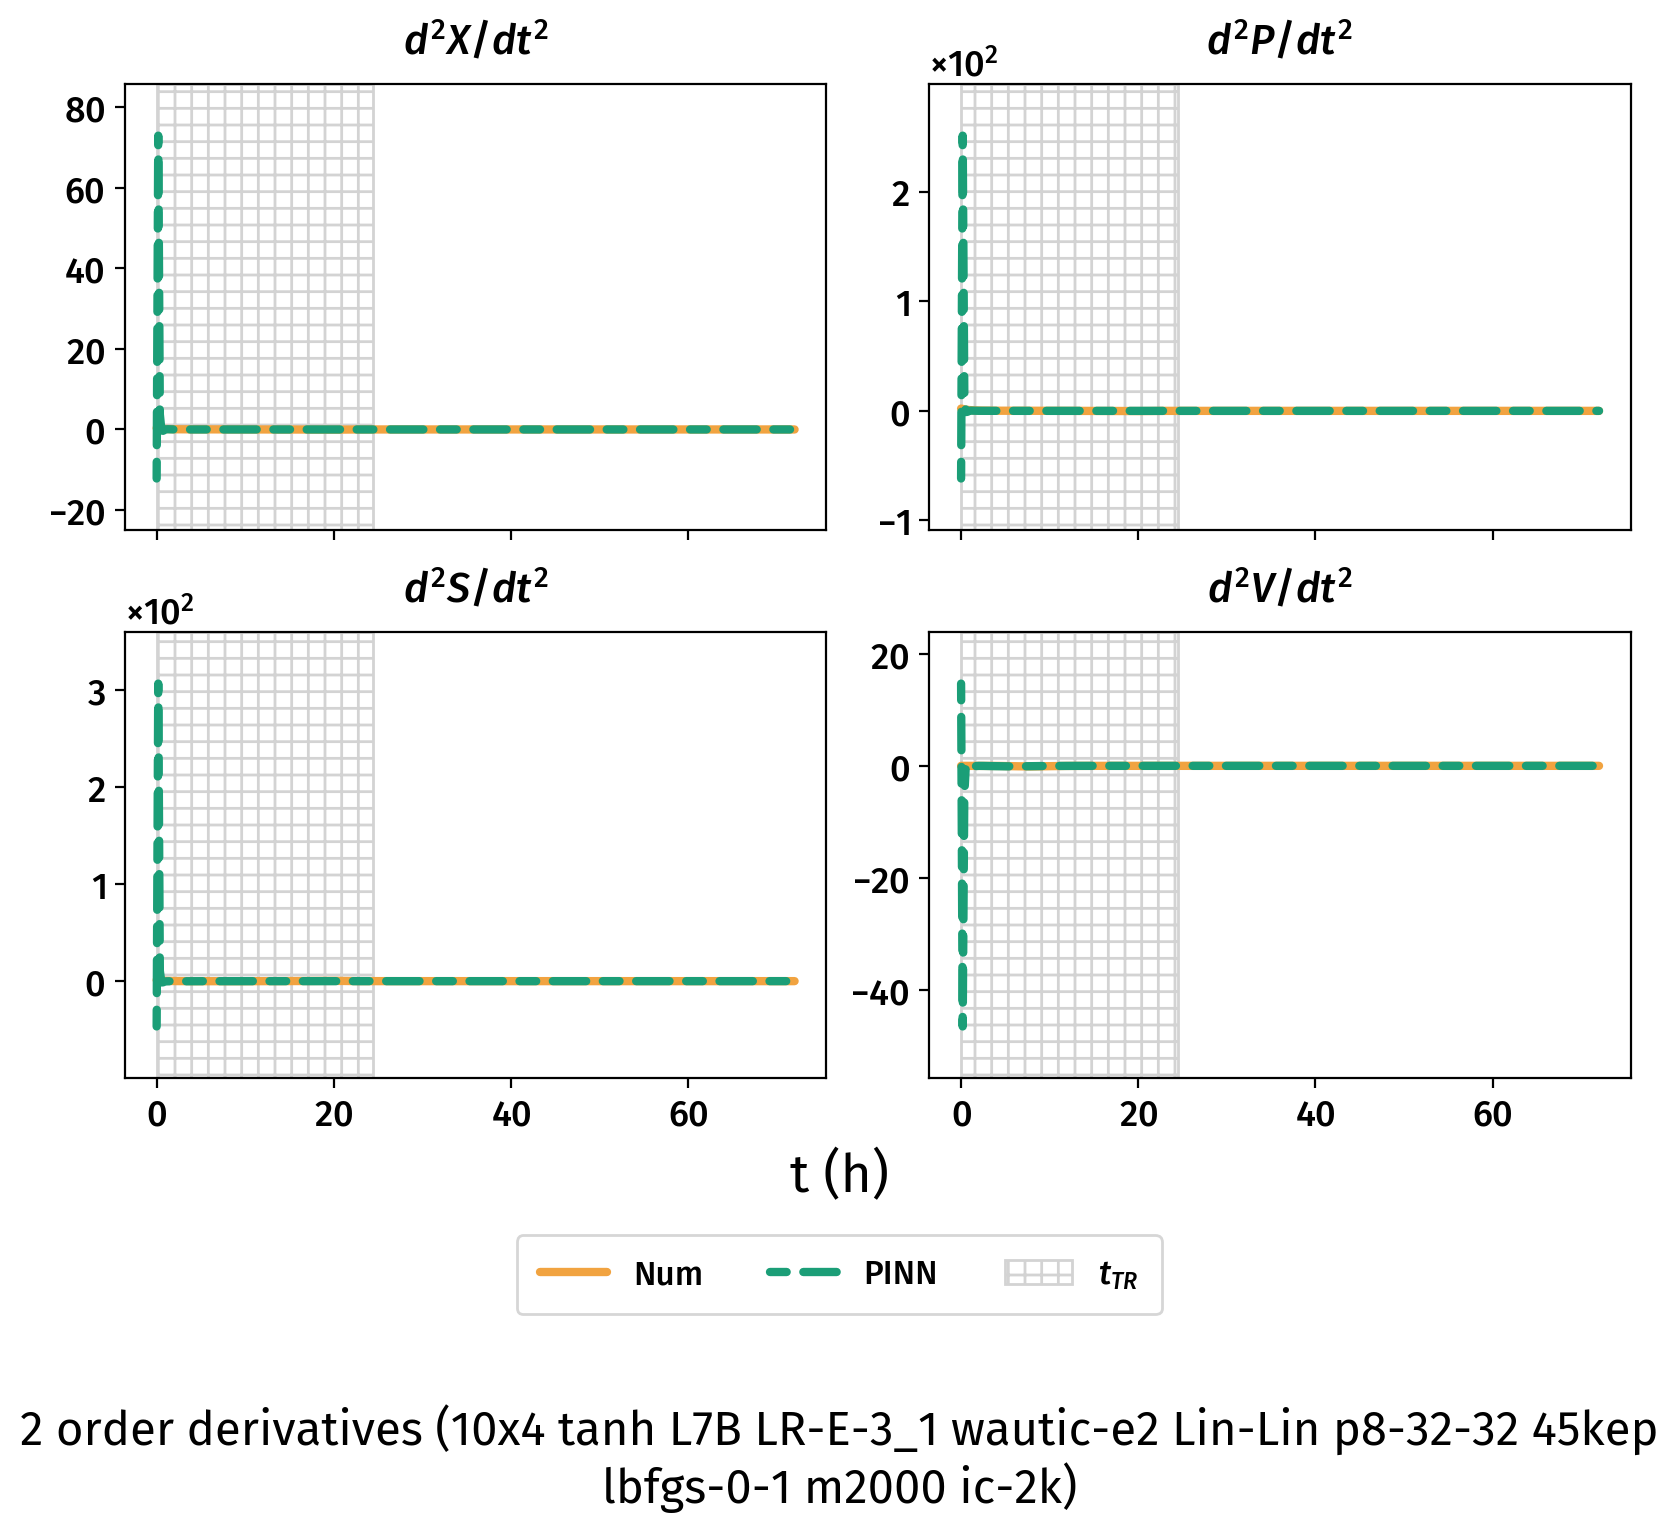 d²X/dt²
d²P/dt²
80
60
40
20
0
−20
×10²
2
1
0
−1
d²S/dt²
d²V/dt²
×10²
3
2
1
0
0
20
40
60
20
0
−20
−40
0
20
40
60
t (h)
Num
PINN
t_TR
2 order derivatives (10x4 tanh L7B LR-E-3_1 wautic-e2 Lin-Lin p8-32-32 45kep
lbfgs-0-1 m2000 ic-2k)